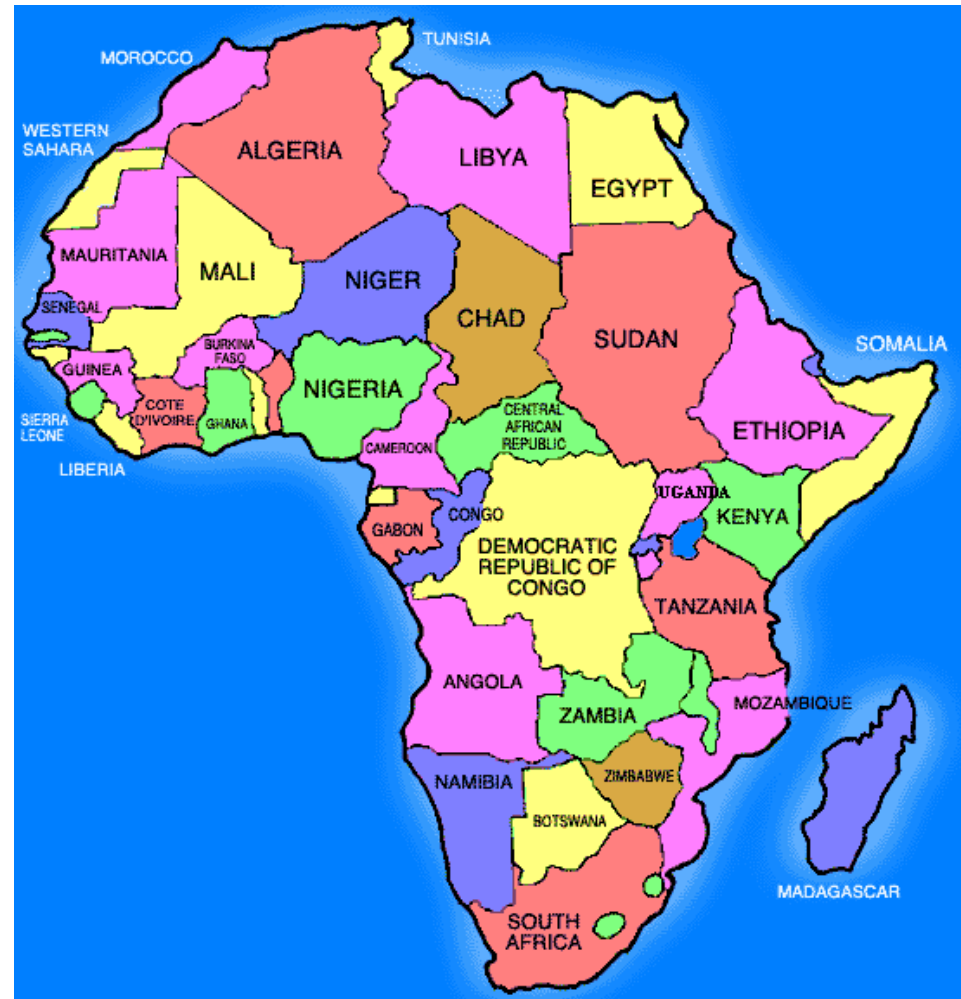 TUNISIA
MOROCCO
WESTERN
SAHARA
ALGERIA
LIBYA
EGYPT
MAURITANIA
MALI
NIGER
CHAD
SENEGAL
SUDAN
SOMALIA
BURKINA
FASO
GUINEA
NIGERIA
SIERRA
LEONE
COTE
D'IVOIRE
GHANA
CENTRAL
AFRICAN
REPUBLIC
ETHIOPIA
LIBERIA
CAMEROON
UGANDA
CONGO
KENYA
GABON
DEMOCRATIC
REPUBLIC OF
CONGO
TANZANIA
ANGOLA
ZAMBIA
MOZAMBIQUE
NAMIBIA
ZIMBABWE
BOTSWANA
MADAGASCAR
SOUTH
AFRICA